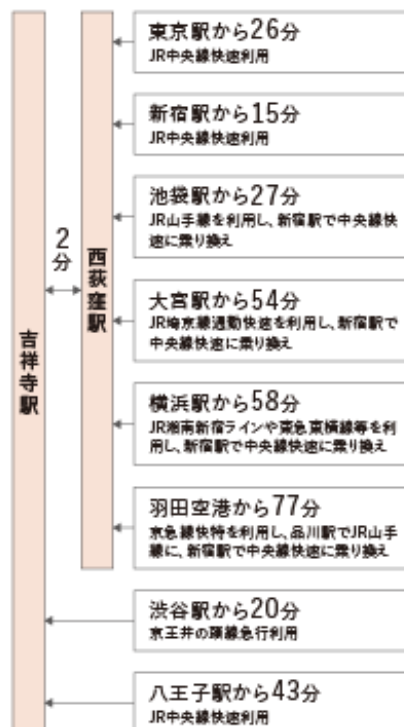 東京駅から26分
JR中央線快速利用
新宿駅から15分
JR中央線快速利用
池袋駅から27分
JR山手線を利用し、新宿駅で中央線快
速に乗り換え
2分
西荻窪駅
大宮駅から54分
JR埼京線通勤快速を利用し、新宿駅で
中央線快速に乗り換え
吉祥寺駅
横浜駅から58分
JR湘南新宿ラインや東急東横線等を利
用し、新宿駅で中央線快速に乗り換え
羽田空港から77分
京急線快特を利用し、品川駅でJR山手
線に、新宿駅で中央線快速に乗り換え
渋谷駅から20分
京王井の頭線急行利用
八王子駅から43分
JR中央線快速利用